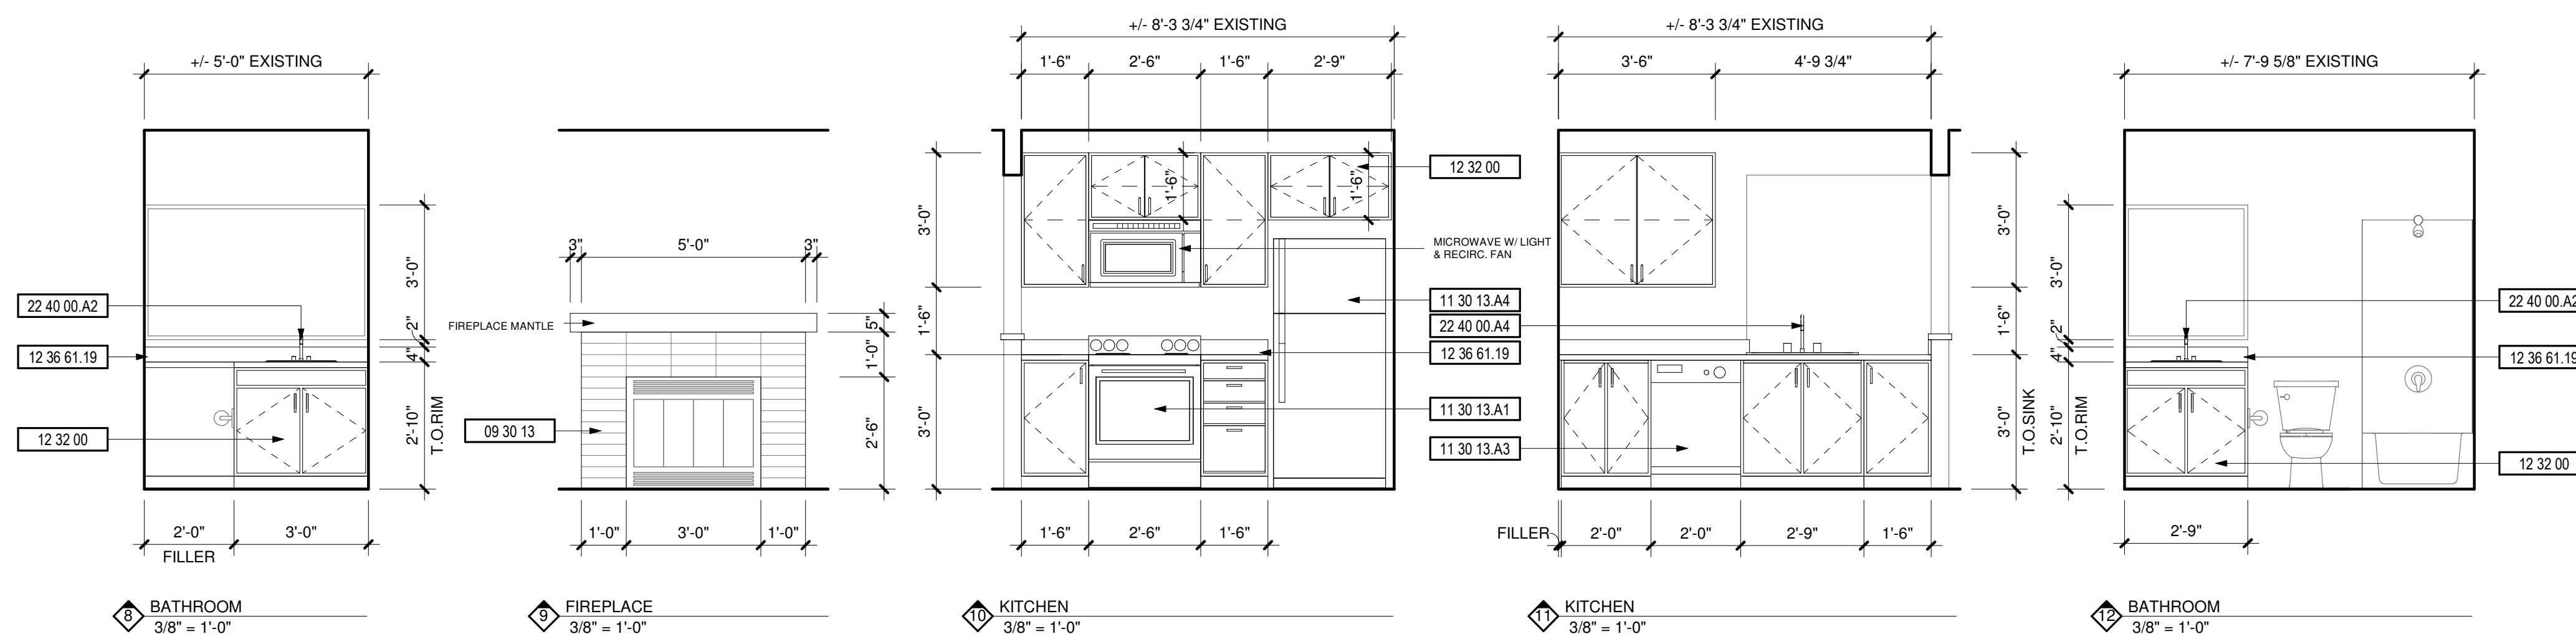 +/- 5'-0" EXISTING
3'-0"
2"
4"
2'-10"
T.O.RIM
22 40 00.A2
12 36 61.19
12 32 00
2'-0"
3'-0"
FILLER
8
BATHROOM
3/8" = 1'-0"
3"
5'-0"
3"
FIREPLACE MANTLE
5"
1'-0"
2'-6"
09 30 13
1'-0"
3'-0"
1'-0"
9
FIREPLACE
3/8" = 1'-0"
+/- 8'-3 3/4" EXISTING
1'-6"
2'-6"
1'-6"
2'-9"
3'-0"
1'-6"
3'-0"
1'-6"
1'-6"
12 32 00
MICROWAVE W/ LIGHT
& RECIRC. FAN
11 30 13.A4
22 40 00.A4
12 36 61.19
11 30 13.A1
11 30 13.A3
1'-6"
2'-6"
1'-6"
10
KITCHEN
3/8" = 1'-0"
+/- 8'-3 3/4" EXISTING
3'-6"
4'-9 3/4"
3'-0"
1'-6"
3'-0"
T.O.SINK
FILLER
2'-0"
2'-0"
2'-9"
1'-6"
11
KITCHEN
3/8" = 1'-0"
+/- 7'-9 5/8" EXISTING
3'-0"
2"
4"
2'-10"
T.O.RIM
22 40 00.A2
12 36 61.19
12 32 00
2'-9"
12
BATHROOM
3/8" = 1'-0"